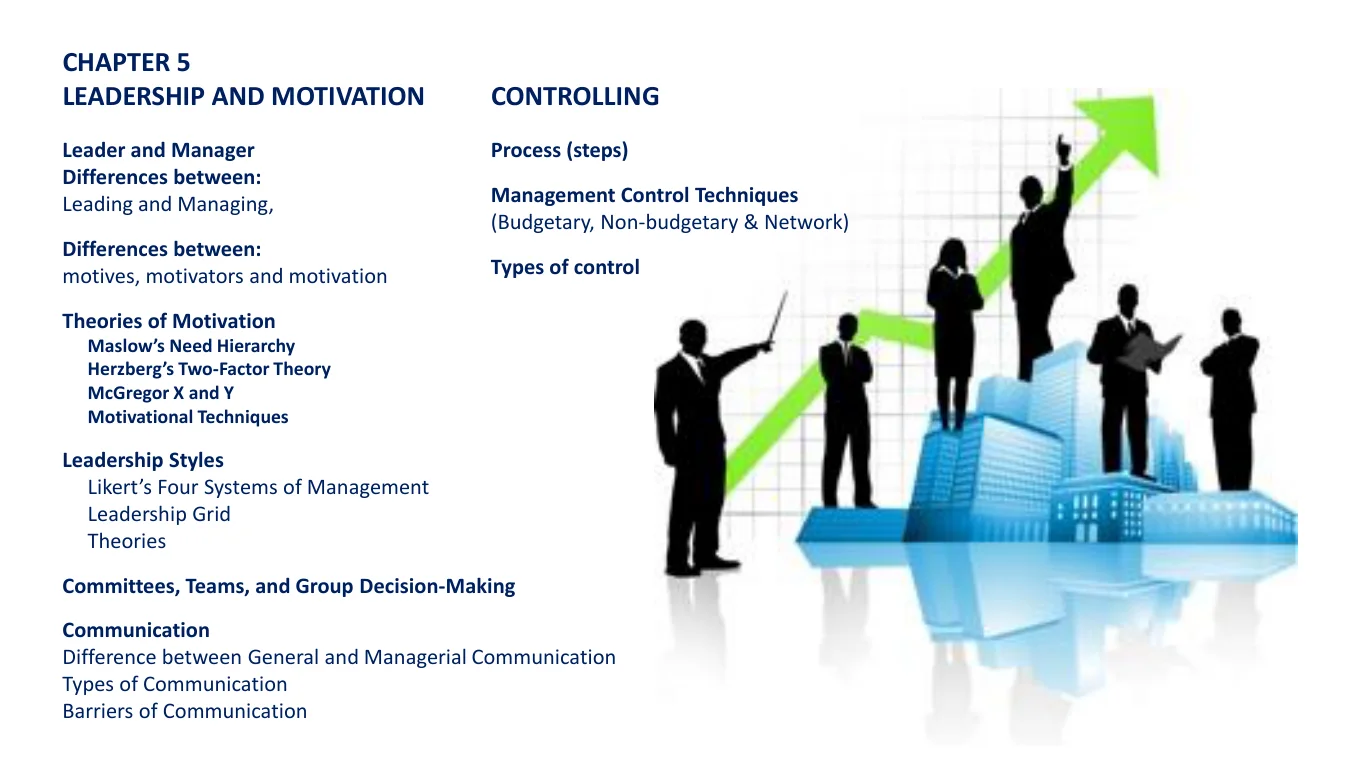 CHAPTER 5
LEADERSHIP AND MOTIVATION
Leader and Manager
Differences between:
Leading and Managing,
Differences between:
motives, motivators and motivation
Theories of Motivation
Maslow’s Need Hierarchy
Herzberg’s Two-Factor Theory
McGregor X and Y
Motivational Techniques
Leadership Styles
Likert’s Four Systems of Management
Leadership Grid
Theories
Committees, Teams, and Group Decision-Making
Communication
Difference between General and Managerial Communication
Types of Communication
Barriers of Communication
CONTROLLING
Process (steps)
Management Control Techniques
(Budgetary, Non-budgetary & Network)
Types of control